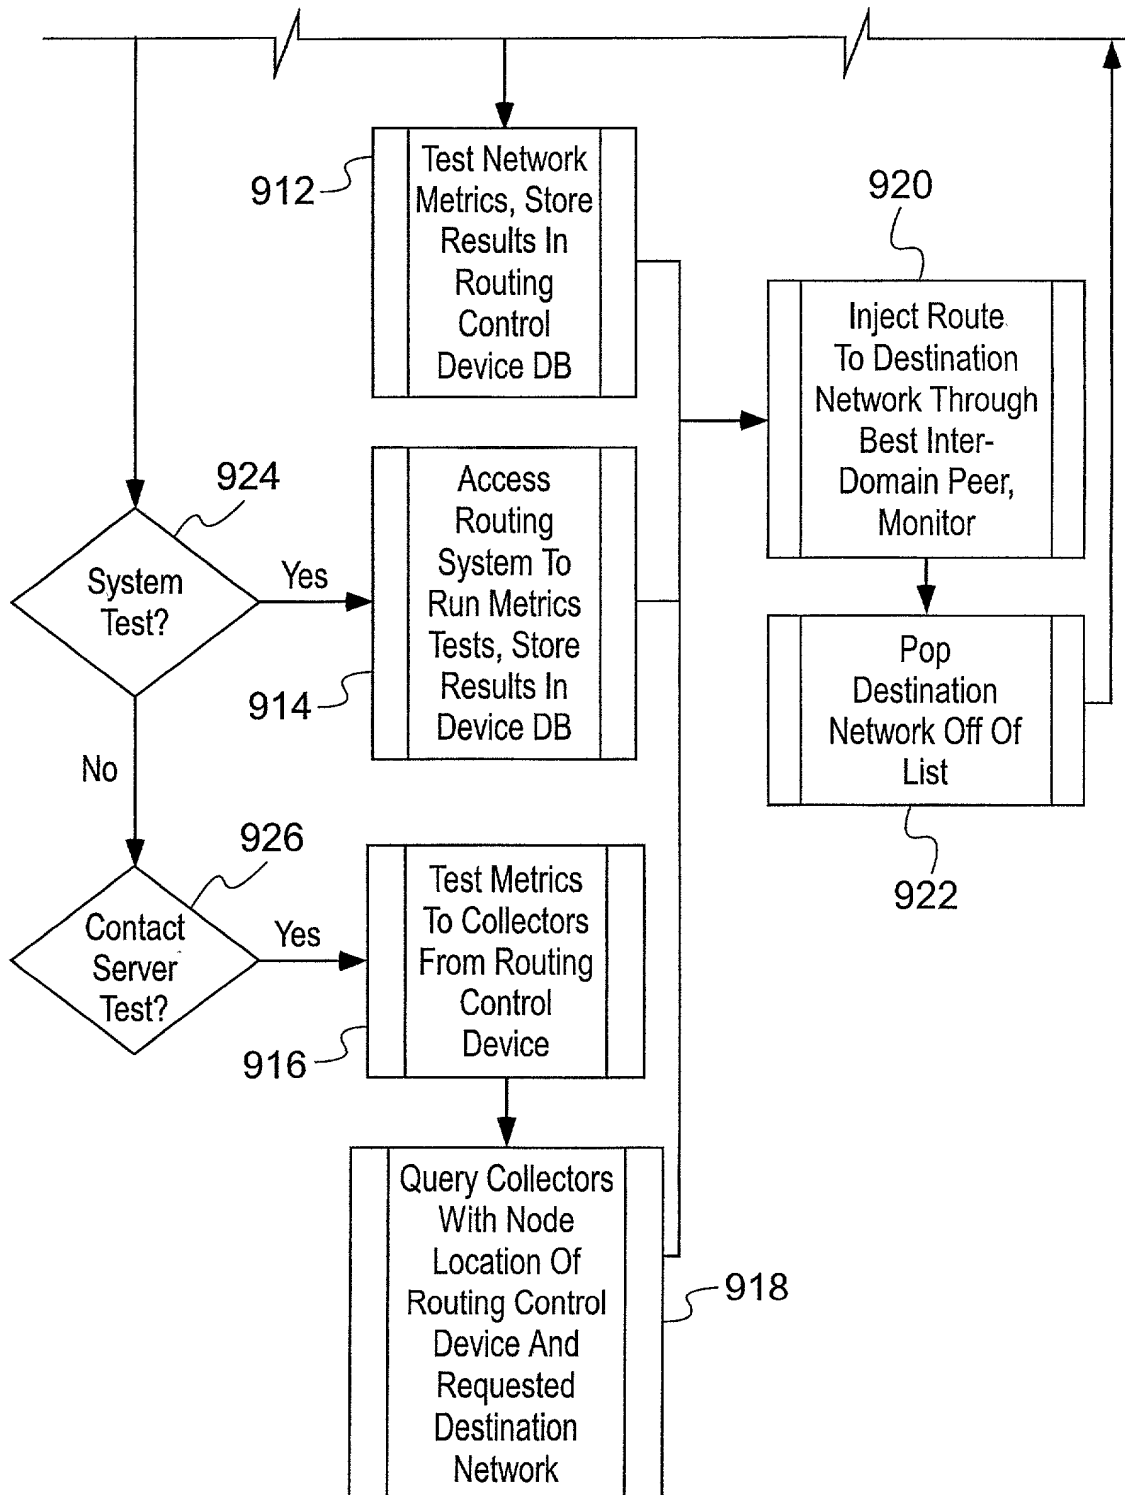 912
Test Network
Metrics, Store
Results In
Routing
Control
Device DB
920
Inject Route
To Destination
Network Through
Best Inter-
Domain Peer,
Monitor
924
System
Test?
Yes
No
914
Access
Routing
System To
Run Metrics
Tests, Store
Results In
Device DB
Pop
Destination
Network Off Of
List
922
926
Contact
Server
Test?
Yes
916
Test Metrics
To Collectors
From Routing
Control
Device
Query Collectors
With Node
Location Of
Routing Control
Device And
Requested
Destination
Network
918